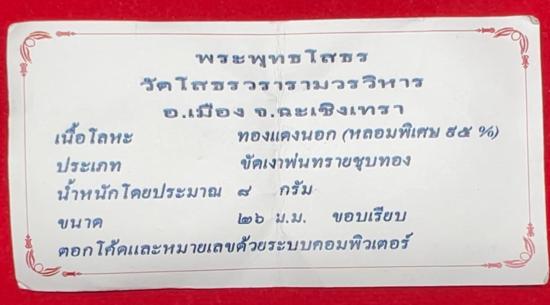 พระพุทธโสธร
วัดโสธรวรารามวรวิหาร
อ.เมือง จ.ฉะเชิงเทรา
เนื้อโลหะ ทองแดงนอก (หลอมพิเศษ ๙๕ %)
ประเภท ขัดเงาพ่นทรายชุบทอง
น้ำหนักโดยประมาณ ๘ กรัม
ขนาด ๒๖ ม.ม. ขอบเรียบ
ตอกโค้ดและหมายเลขด้วยระบบคอมพิวเตอร์